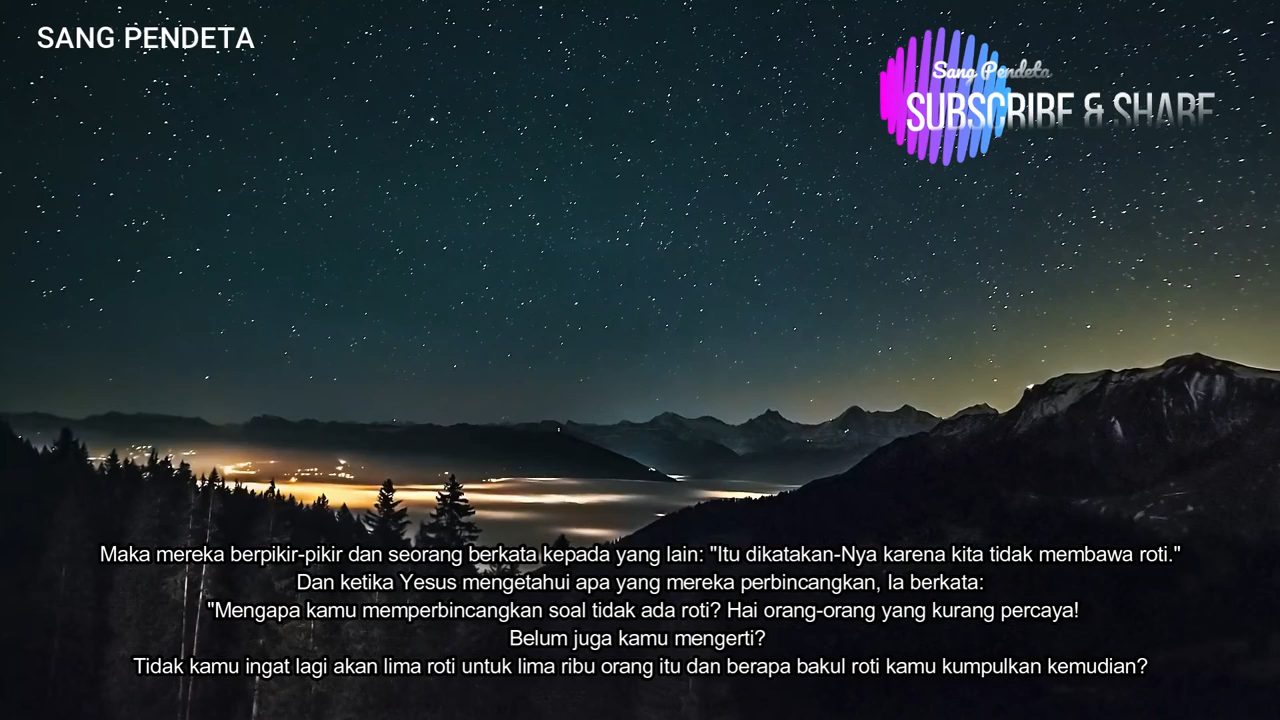 SANG PENDETA
Sang Pendeta
SUBSCRIBE & SHARE
Maka mereka berpikir-pikir dan seorang berkata kepada yang lain: "Itu dikatakan-Nya karena kita tidak membawa roti."
Dan ketika Yesus mengetahui apa yang mereka perbincangkan, Ia berkata:
"Mengapa kamu memperbincangkan soal tidak ada roti? Hai orang-orang yang kurang percaya!
Belum juga kamu mengerti?
Tidak kamu ingat lagi akan lima roti untuk lima ribu orang itu dan berapa bakul roti kamu kumpulkan kemudian?